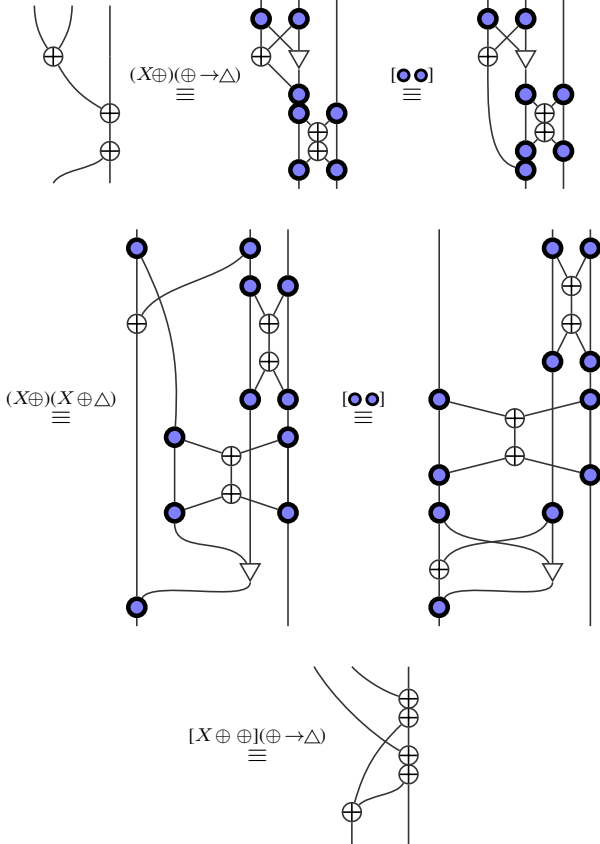 (X⊕)(⊕→△)
≡
[● ●]
≡
(X⊕)(X⊕△)
≡
[● ●]
≡
[X⊕⊕](⊕→△)
≡